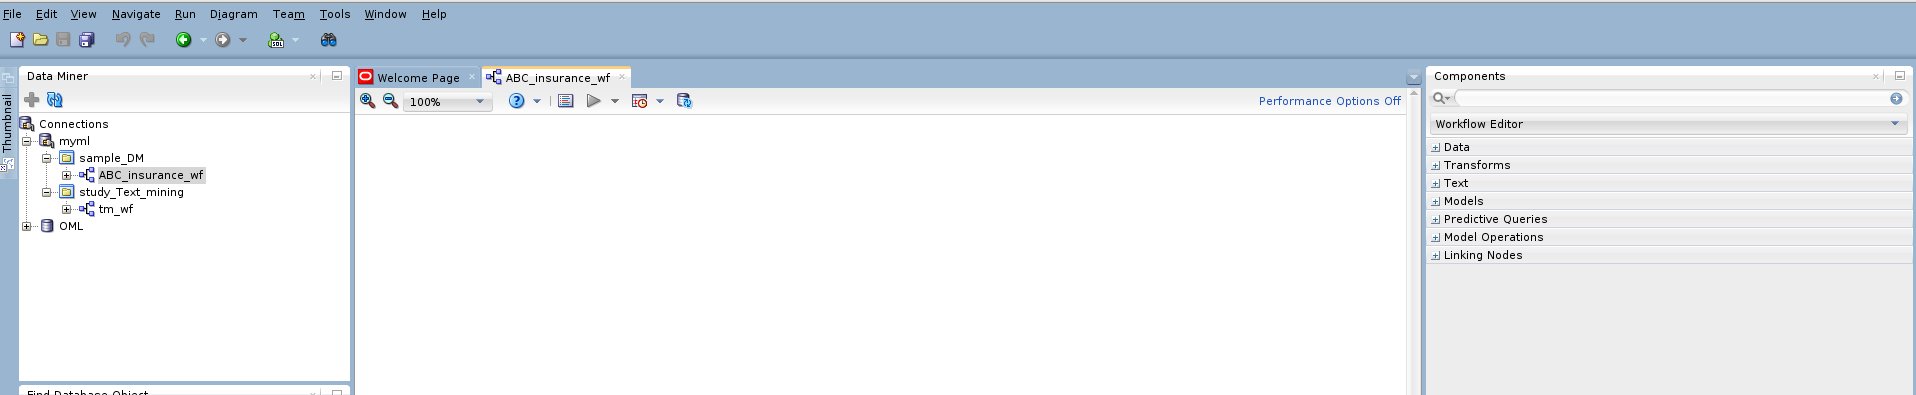 File Edit View Navigate Run Diagram Team Tools Window Help
SQL
Thumbnail
Data Miner
Connections
myml
sample_DM
ABC_insurance_wf
study_Text_mining
tm_wf
OML
Find Database Object
Welcome Page
ABC_insurance_wf
100%
Performance Options Off
Components
Workflow Editor
Data
Transforms
Text
Models
Predictive Queries
Model Operations
Linking Nodes